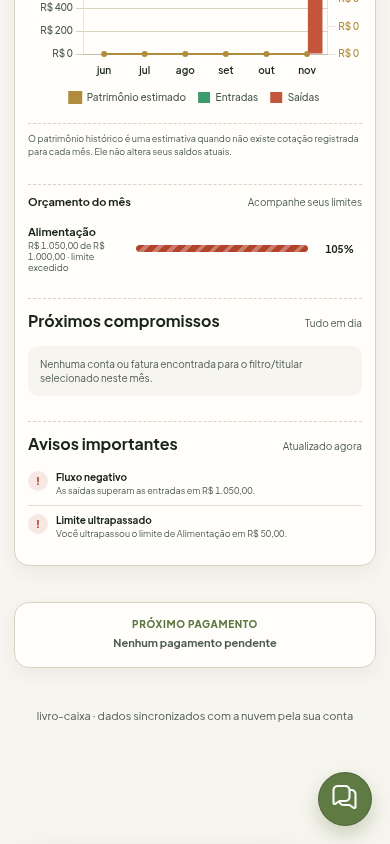 R$ 400
R$ 200
R$ 0
R$ 0
R$ 0
jun jul ago set out nov
Patrimônio estimado Entradas Saídas
O patrimônio histórico é uma estimativa quando não existe cotação registrada
para cada mês. Ele não altera seus saldos atuais.
Orçamento do mês Acompanhe seus limites
Alimentação
R$ 1.050,00 de R$
1.000,00 · limite
excedido
105%
Próximos compromissos Tudo em dia
Nenhuma conta ou fatura encontrada para o filtro/titular
selecionado neste mês.
Avisos importantes Atualizado agora
! Fluxo negativo
As saídas superam as entradas em R$ 1.050,00.
! Limite ultrapassado
Você ultrapassou o limite de Alimentação em R$ 50,00.
PRÓXIMO PAGAMENTO
Nenhum pagamento pendente
livro-caixa · dados sincronizados com a nuvem pela sua conta